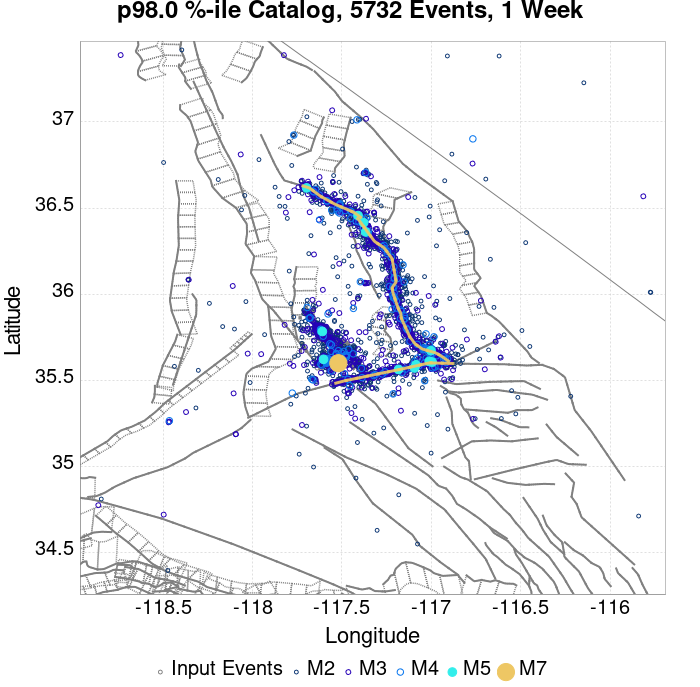 p98.0 %-ile Catalog, 5732 Events, 1 Week
37
36.5
36
35.5
35
34.5
Latitude
-118.5 -118 -117.5 -117 -116.5 -116
Longitude
Input Events M2 M3 M4 M5 M7